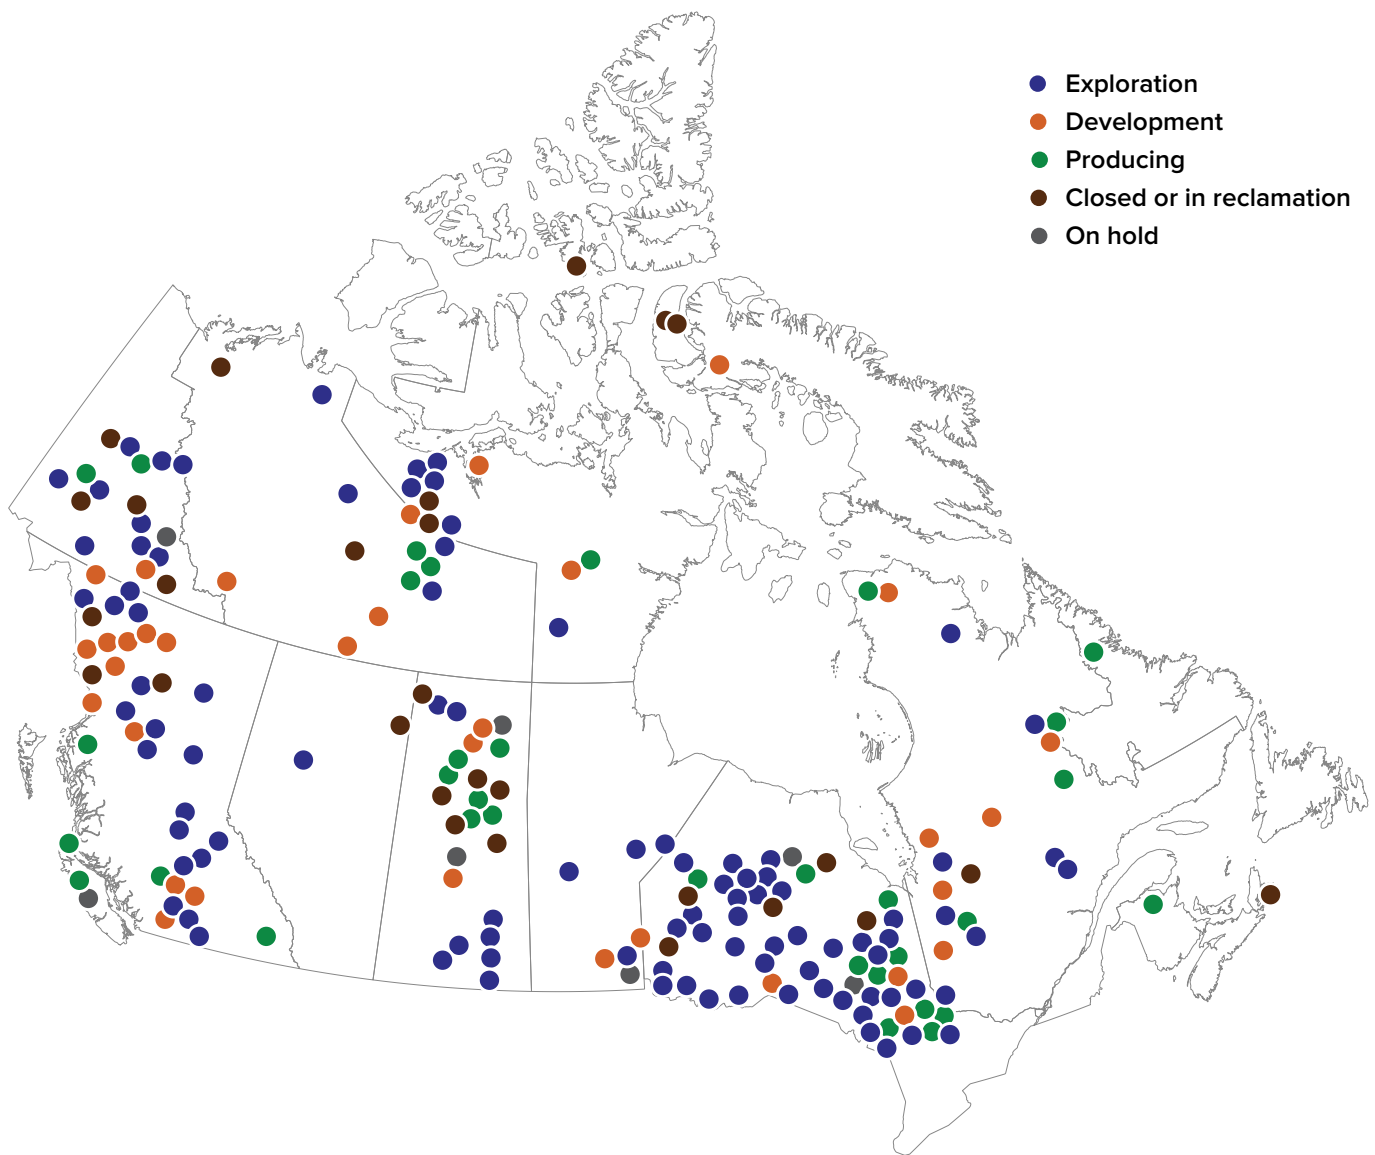 Exploration
Development
Producing
Closed or in reclamation
On hold